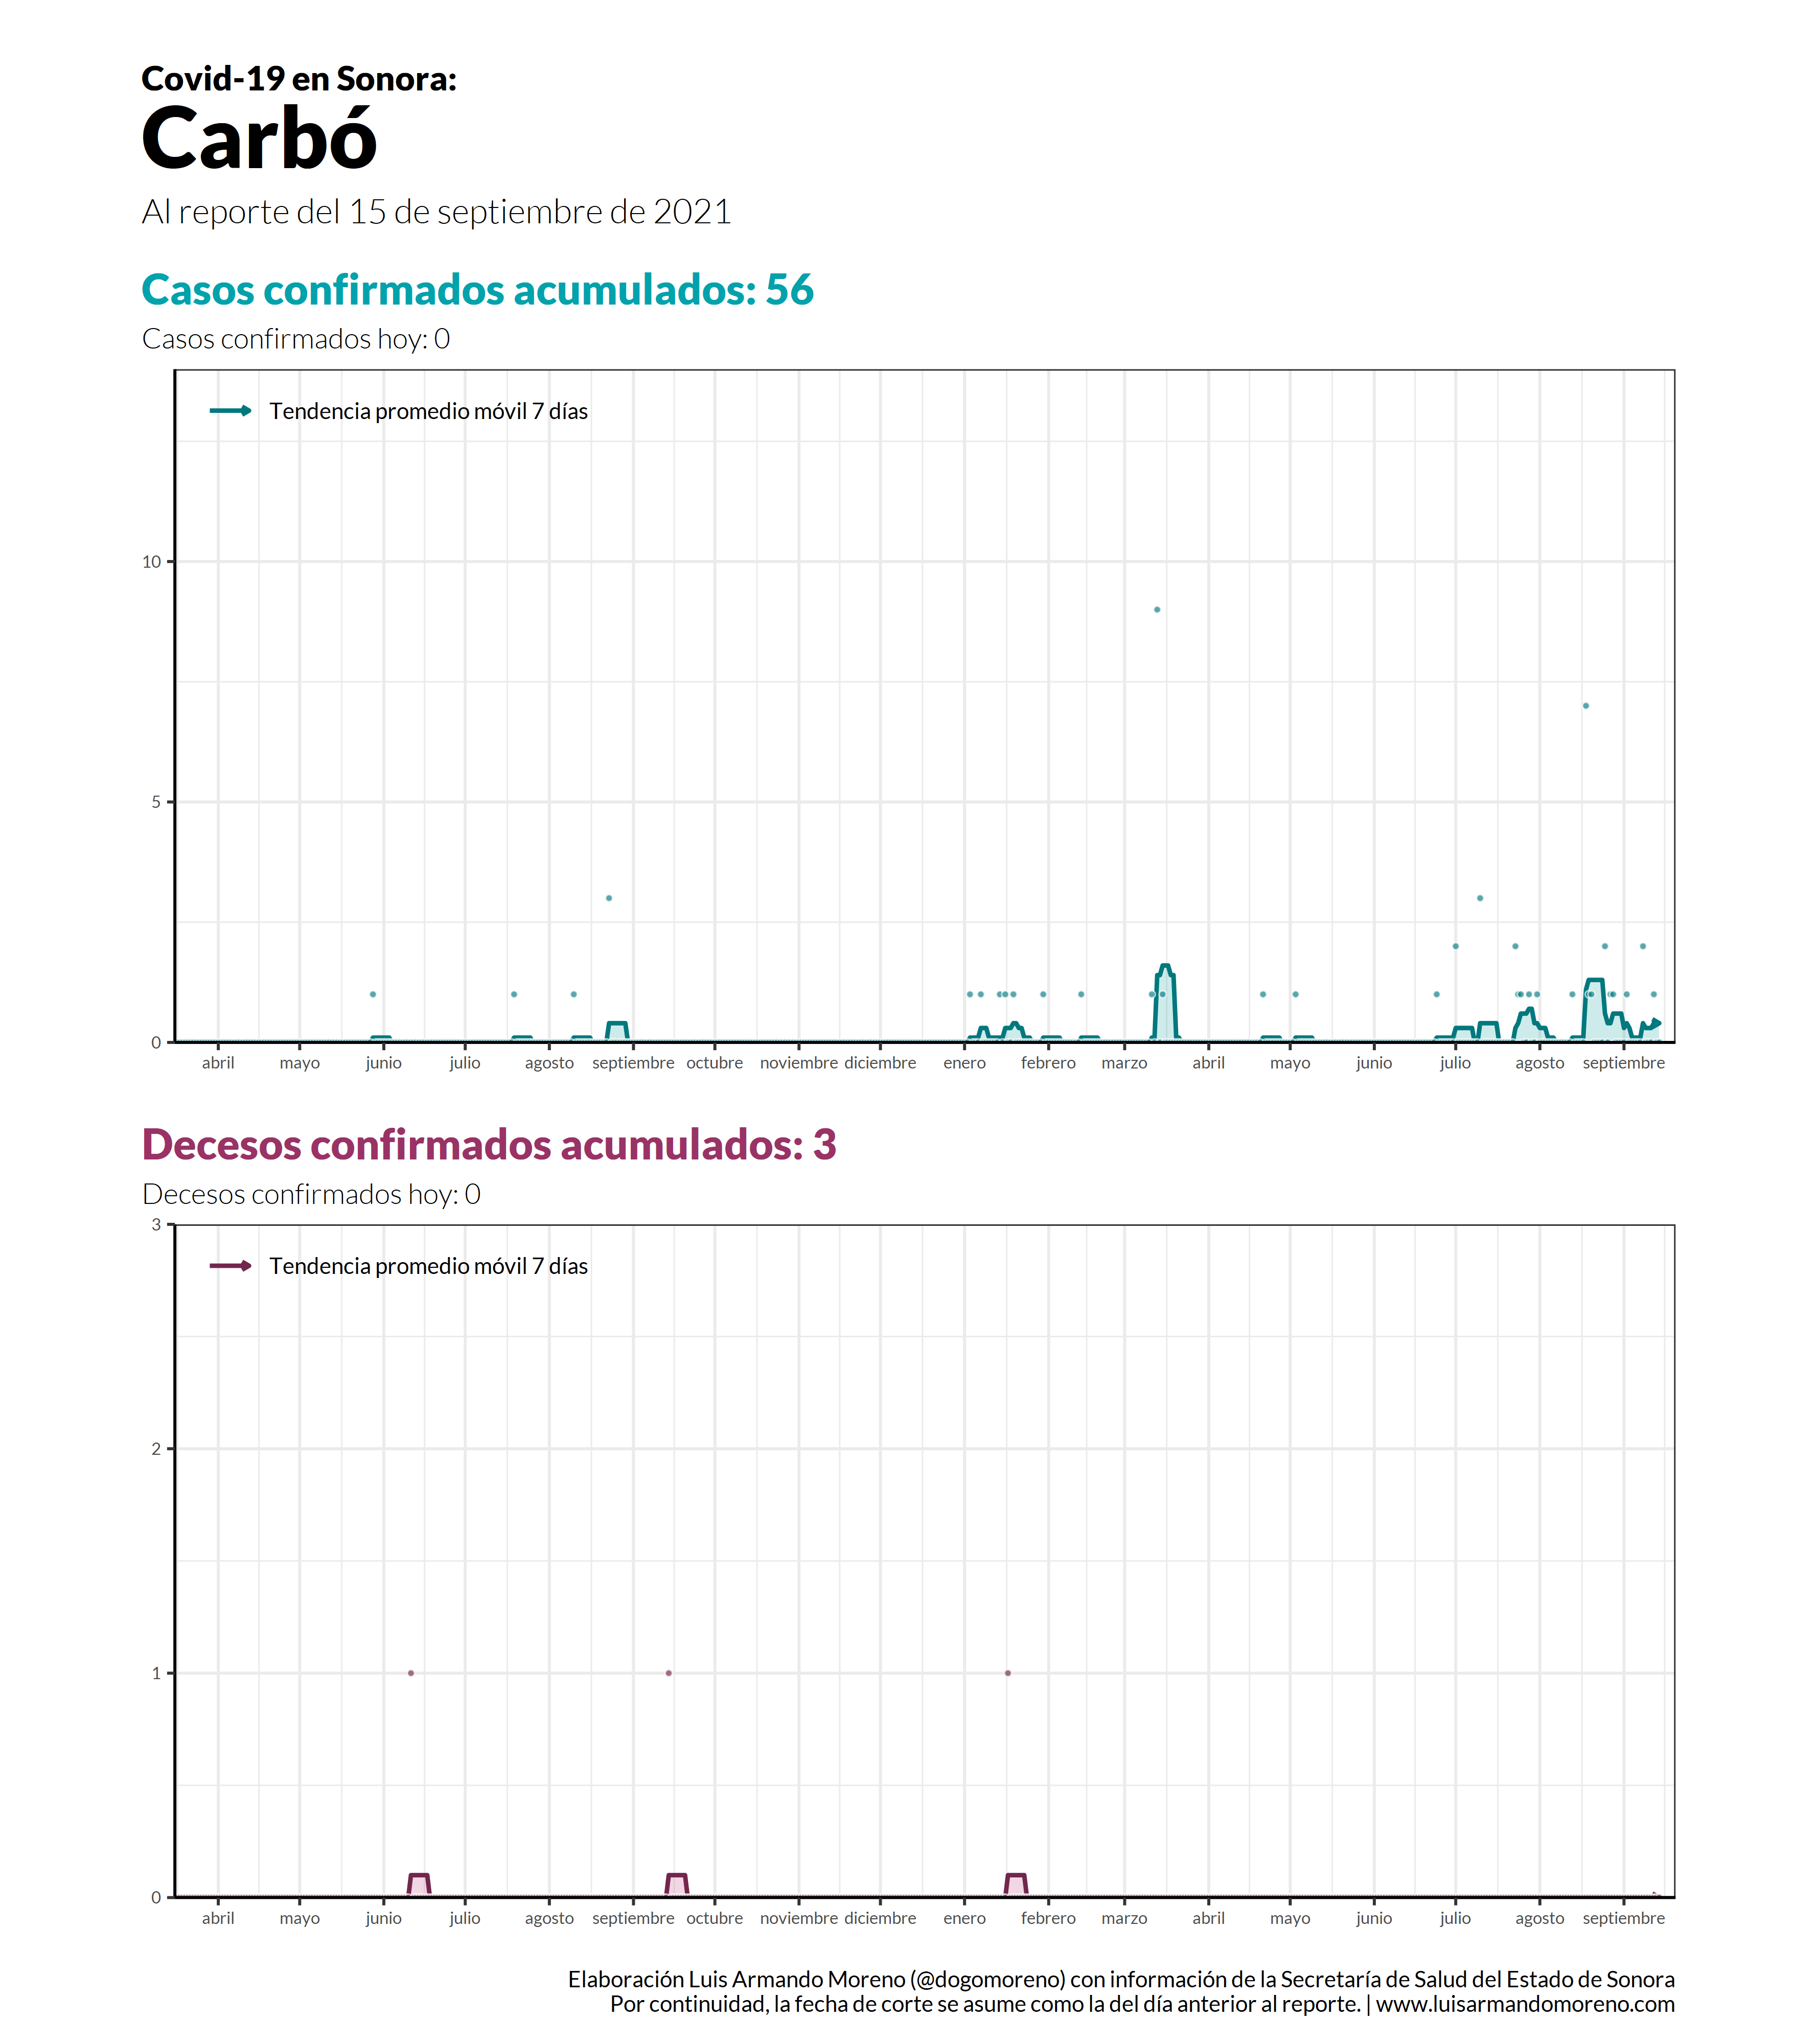 Covid-19 en Sonora:
Carbó
Al reporte del 15 de septiembre de 2021
Casos confirmados acumulados: 56
Casos confirmados hoy: 0
Tendencia promedio móvil 7 días
10
5
0
abril mayo junio julio agosto septiembre octubre noviembre diciembre enero febrero marzo abril mayo junio julio agosto septiembre
Decesos confirmados acumulados: 3
Decesos confirmados hoy: 0
3
Tendencia promedio móvil 7 días
2
1
0
abril mayo junio julio agosto septiembre octubre noviembre diciembre enero febrero marzo abril mayo junio julio agosto septiembre
Elaboración Luis Armando Moreno (@dogomoreno) con información de la Secretaría de Salud del Estado de Sonora
Por continuidad, la fecha de corte se asume como la del día anterior al reporte. | www.luisarmandomoreno.com